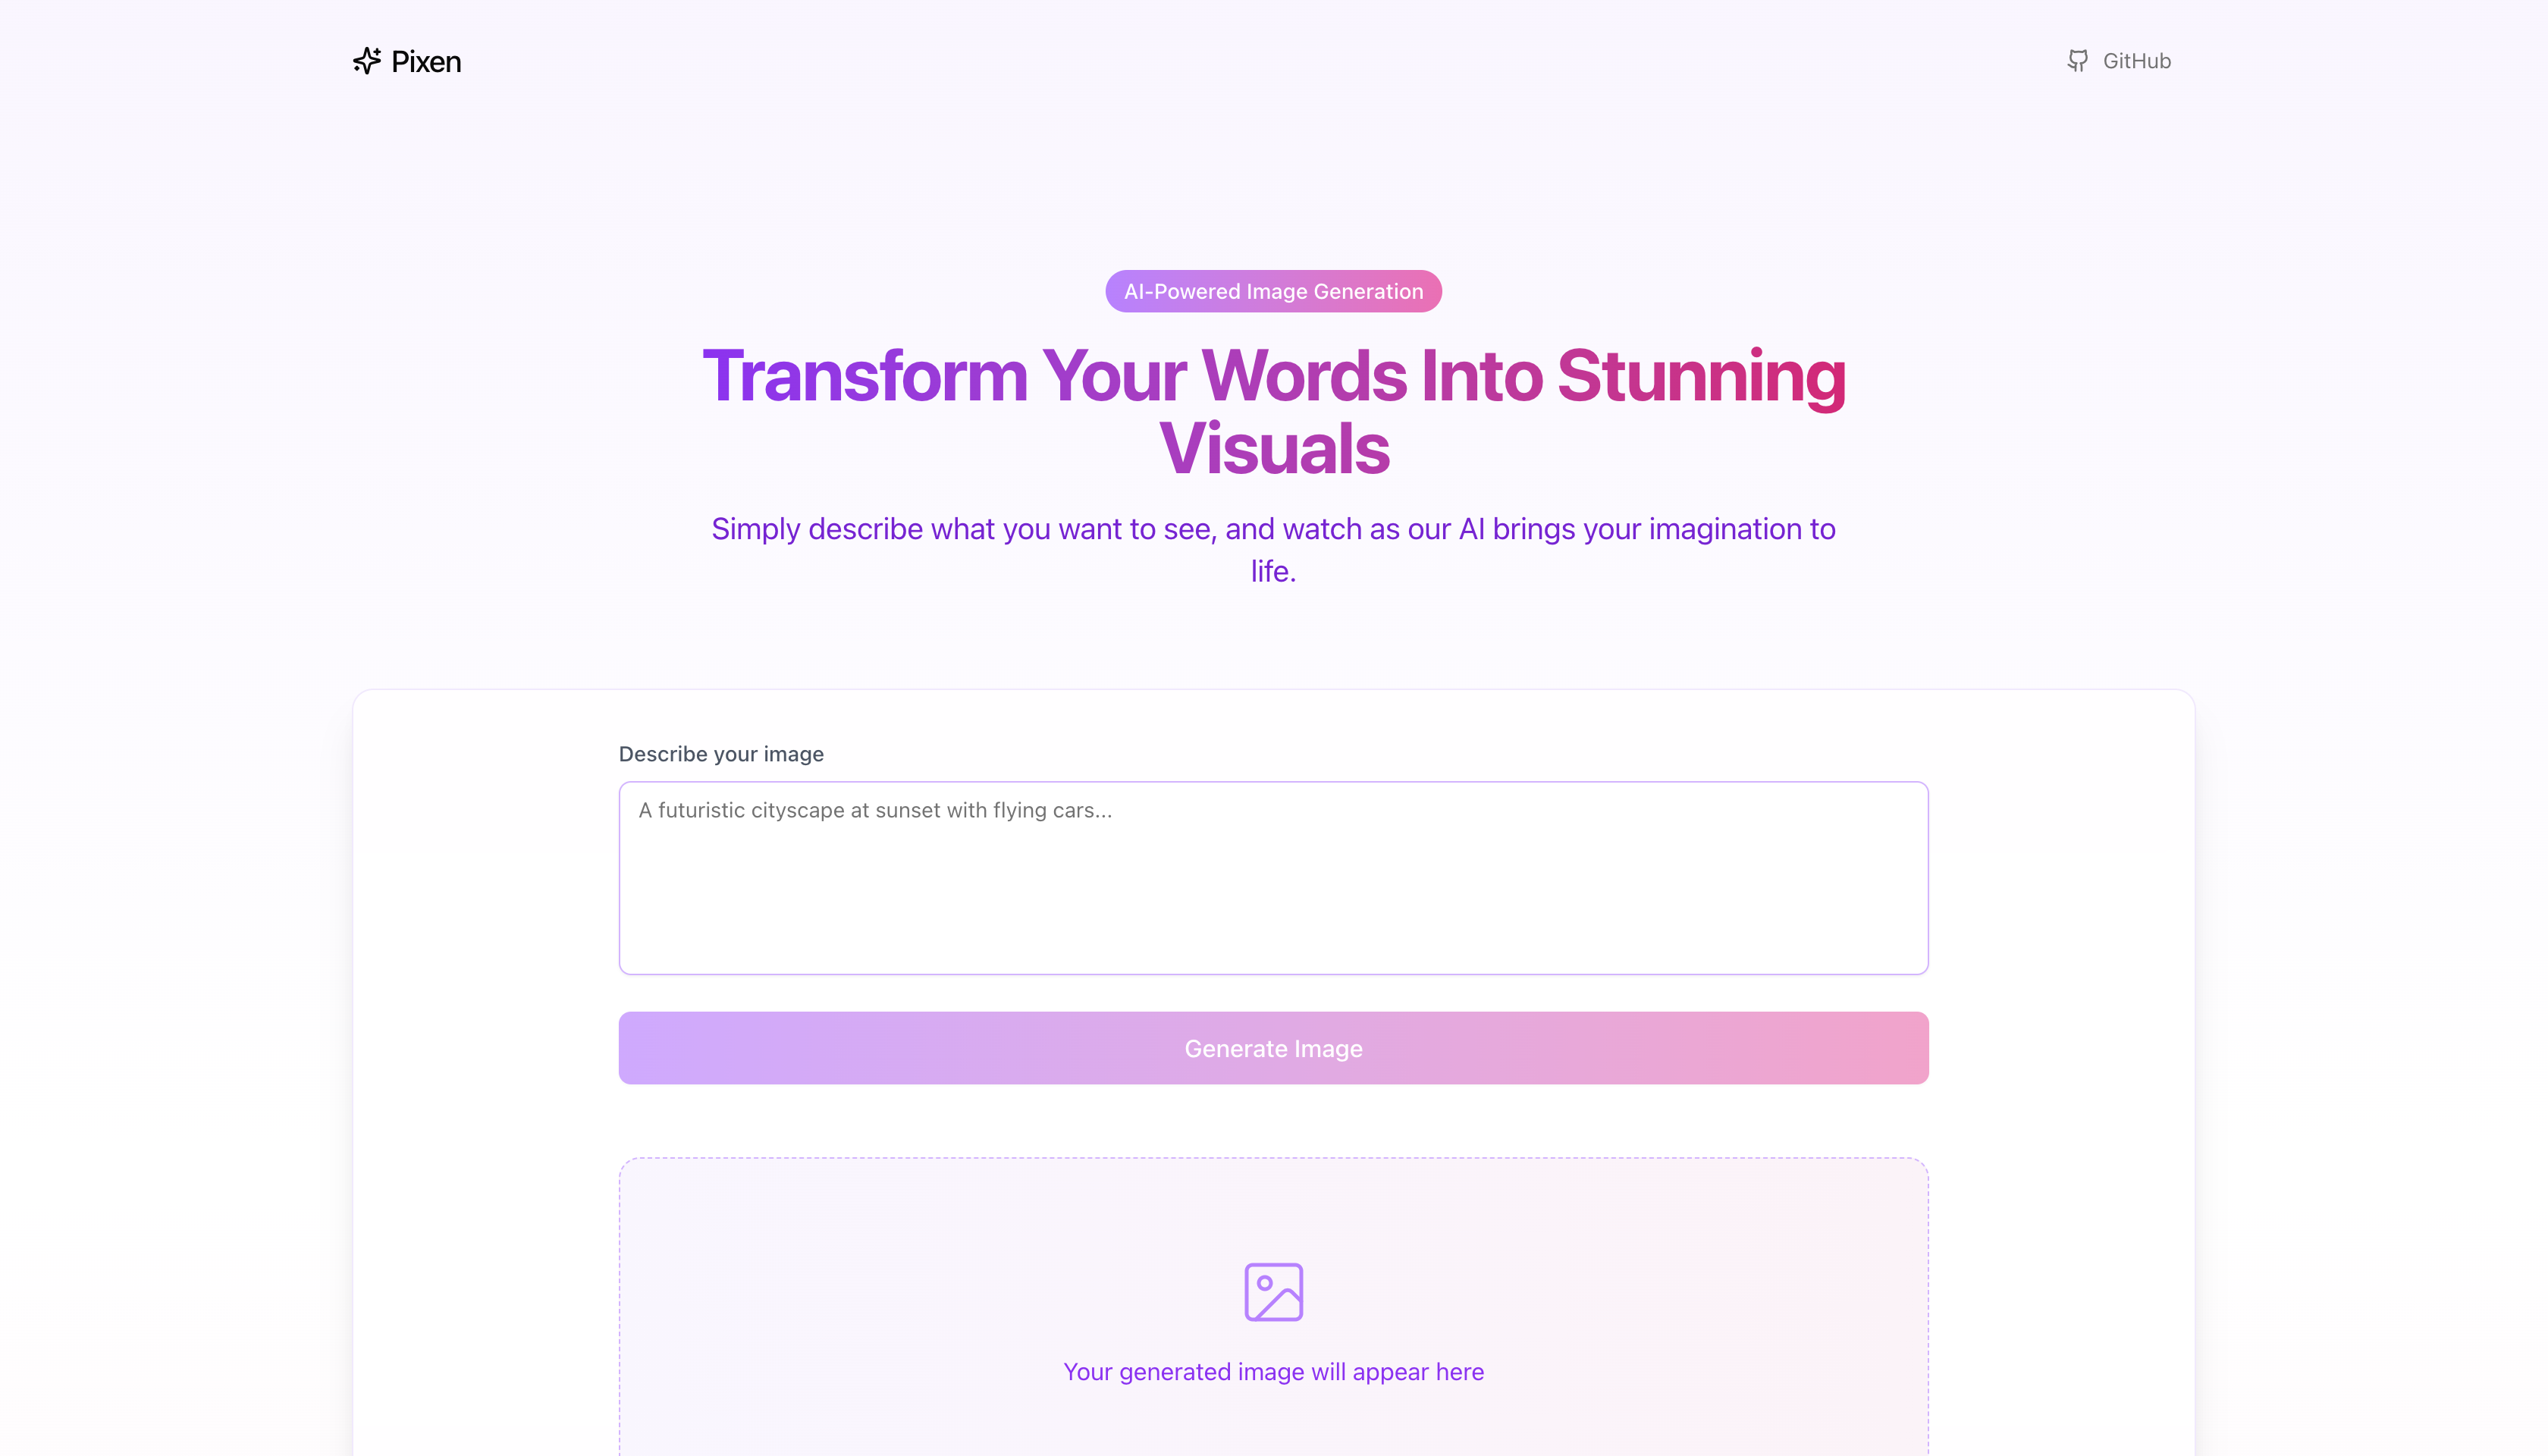 Pixen
GitHub
AI-Powered Image Generation
Transform Your Words Into Stunning
Visuals
Simply describe what you want to see, and watch as our AI brings your imagination to
life.
Describe your image
A futuristic cityscape at sunset with flying cars...
Generate Image
Your generated image will appear here